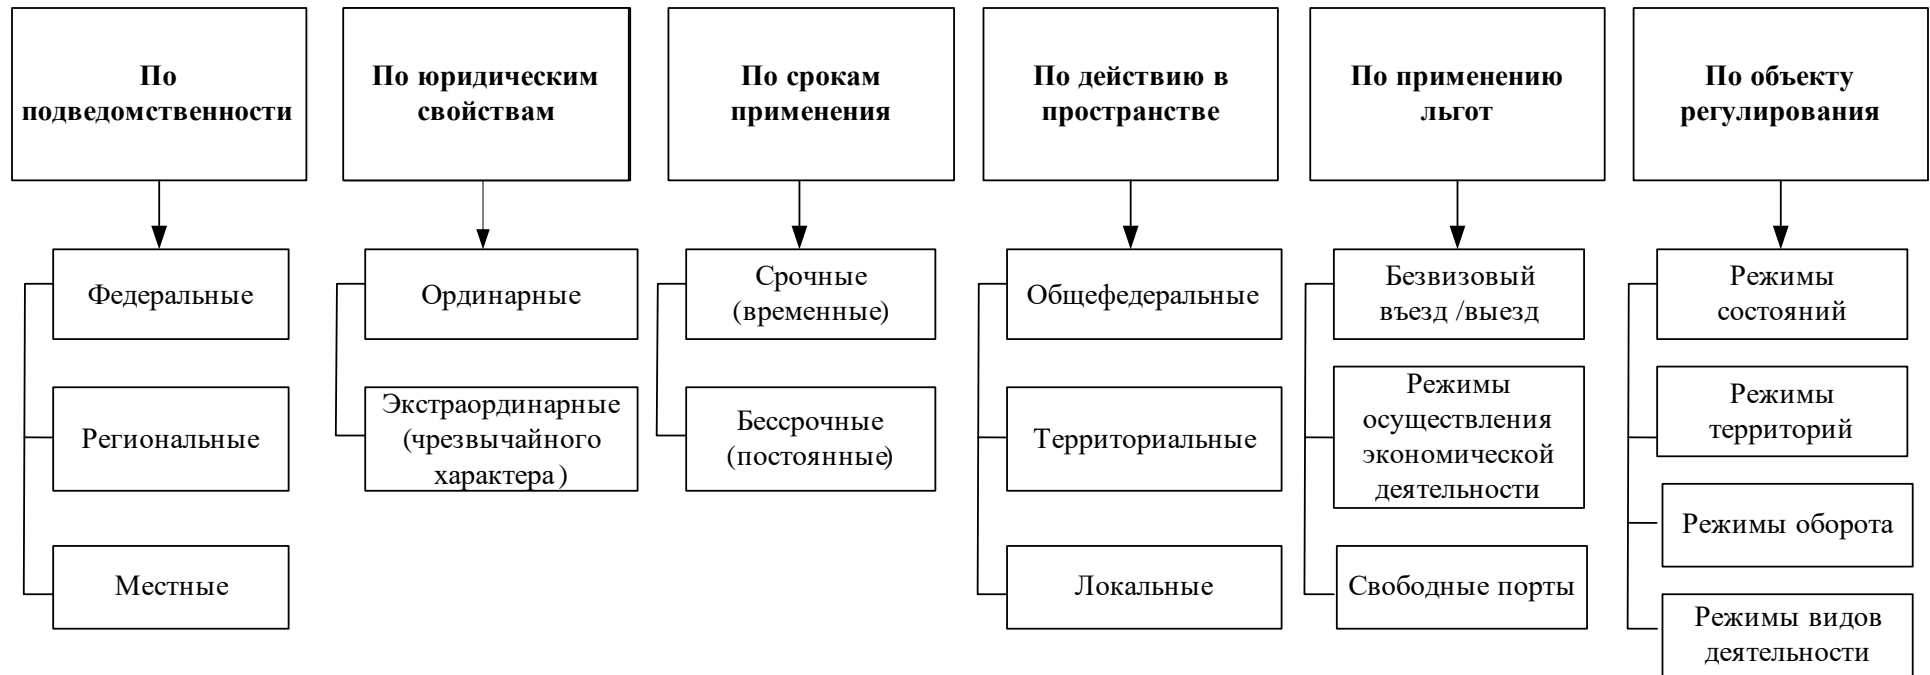 По
подведомственности
По юридическим
свойствам
По срокам
применения
По действию в
пространстве
По применению
льгот
По объекту
регулирования
Федеральные
Региональные
Местные
Ординарные
Экстраординарные
(чрезвычайного
характера)
Срочные
(временные)
Бессрочные
(постоянные)
Общефедеральные
Территориальные
Локальные
Безвизовый
въезд /выезд
Режимы
осуществления
экономической
деятельности
Свободные порты
Режимы
состояний
Режимы
территорий
Режимы оборота
Режимы видов
деятельности